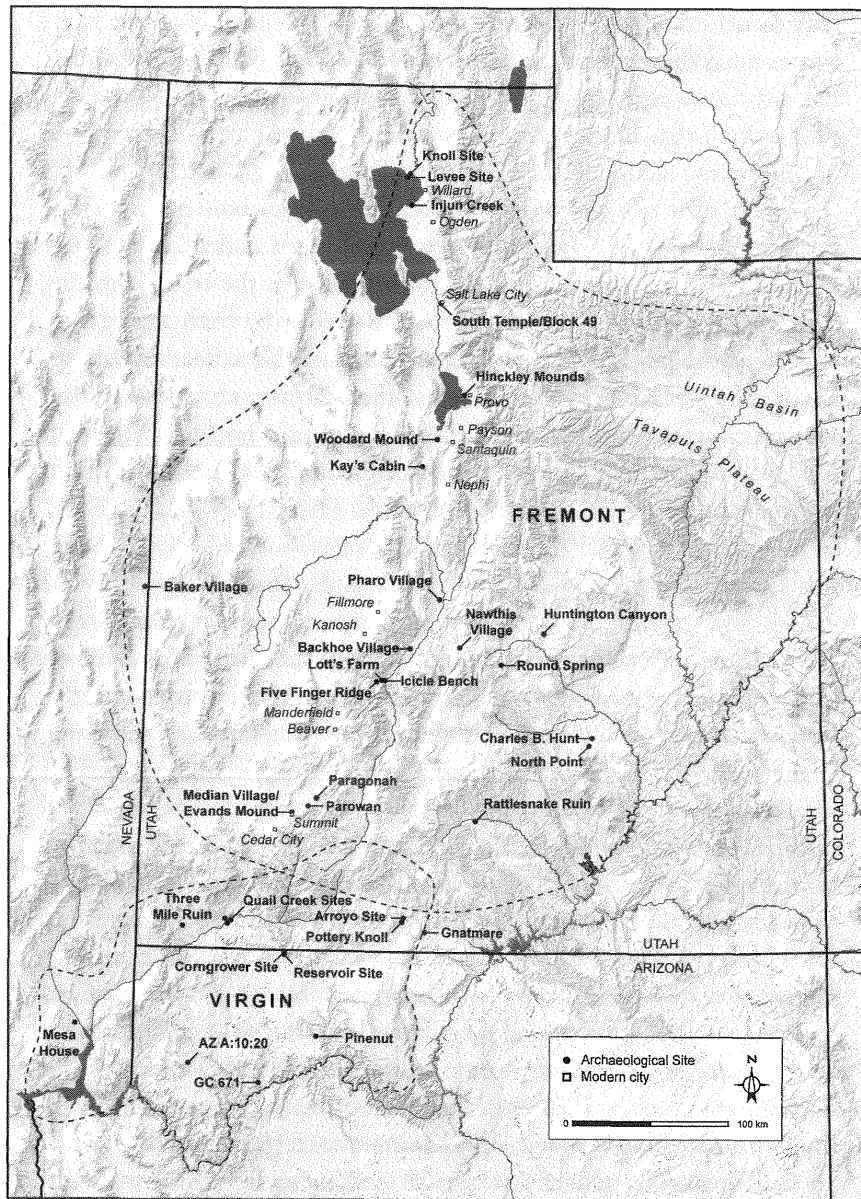 Knoll Site
Levee Site
Willard
Injun Creek
Ogden
Salt Lake City
South Temple/Block 49
Hinckley Mounds
Provo
Uintah Basin
Payson
Tavaputs Plateau
Woodard Mound
Santaquin
Kay's Cabin
Nephi
FREMONT
Baker Village
Pharo Village
Fillmore
Nawthis
Village
Huntington Canyon
Kanosh
Backhoe Village
Lott's Farm
Round Spring
Icicle Bench
Five Finger Ridge
Manderfield
Beaver
Charles B. Hunt
North Point
Paragonah
Median Village/
Evands Mound
Parowan
Rattlesnake Ruin
Summit
Cedar City
NEVADA
UTAH
UTAH
COLORADO
Three
Mile Ruin
Quail Creek Sites
Arroyo Site
Pottery Knoll
Gnatmare
UTAH
ARIZONA
Corngrower Site
Reservoir Site
VIRGIN
Mesa
House
AZ A:10:20
Pinenut
GC 671
Archaeological Site
Modern city
N
0 100 km